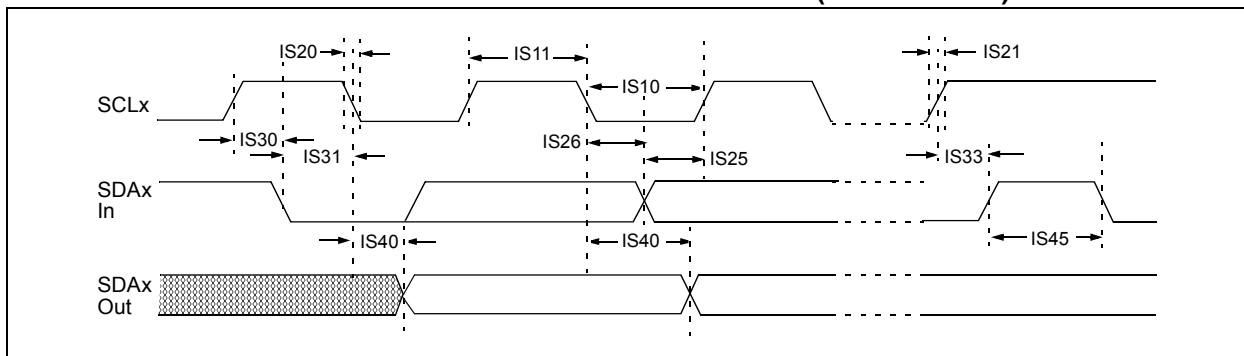 IS20
IS11
IS21
IS10
SCLx
IS30
IS31
IS26
IS25
IS33
SDAx
In
IS40
IS40
IS45
SDAx
Out